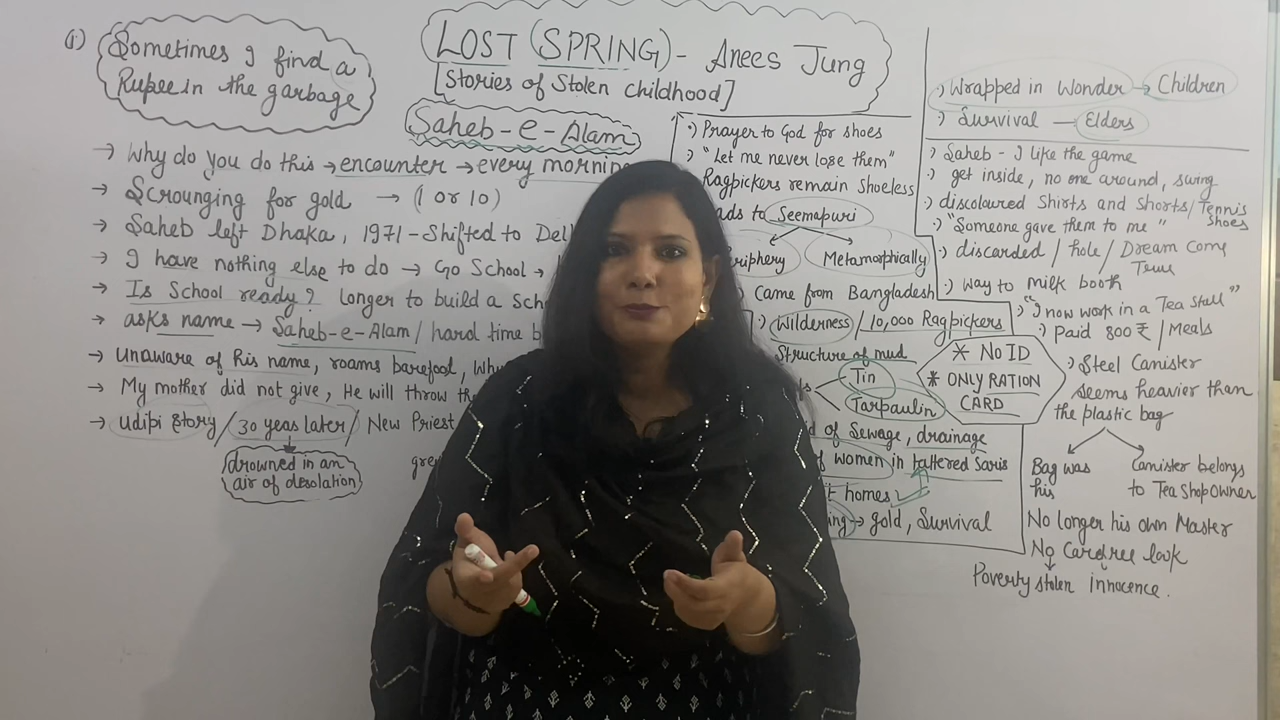 (1) Sometimes I find a
Rupee in the garbage
LOST (SPRING) - Anees Jung
[Stories of Stolen Childhood]
Saheb-e-Alam
→ Why do you do this → encounter → every morning
→ Scrounging for gold → (1 or 10)
→ Saheb left Dhaka, 1971 - Shifted to Del
→ I have nothing else to do → Go School →
→ Is School ready? longer to build a Sch
→ asks name → Saheb-e-Alam / hard time b
→ Unaware of his name, roams barefoot, Why
→ My mother did not give, He will throw the
→ Udipi Story / 30 years later / New Priest
drowned in an
air of desolation
gre
·) Prayer to God for shoes
·) "Let me never lose them"
Ragpickers remain Shoeless
ads to Seemapuri
eriphery Metamorphically
Came from Bangladesh
·) Wilderness / 10,000 Ragpickers
Structure of mud
Tin
Tarpaulin
d of Sewage, drainage
of women in tattered Saris
t homes
ing → gold, Survival
* NO ID
* ONLY RATION
CARD
·) Wrapped in Wonder → Children
·) Survival — Elders
·) Saheb - I like the game
·) get inside, no one around, swing
·) discoloured Shirts and Shorts / Tennis
Shoes
·) "Someone gave them to me"
·) discarded / hole / Dream Come
True
·) way to milk booth
·) "I now work in a Tea Stall"
·) Paid 800 ₹ / Meals
·) Steel Canister
seems heavier than
the plastic bag
Bag was
his
Canister belongs
to Tea Shop owner
No longer his own Master
No Carefree look
Poverty stolen innocence.